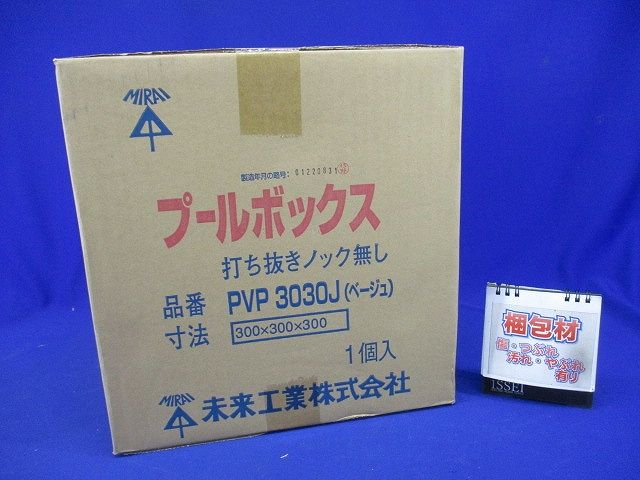 MIRAI
製造年月の略号: 01220831
プールボックス
打ち抜きノック無し
品番 PVP 3030J(ベージュ)
寸法 300×300×300
1個入
MIRAI 未来工業株式会社
梱包材
傷・つぶれ
汚れ・やぶれ
有り
ISSEI